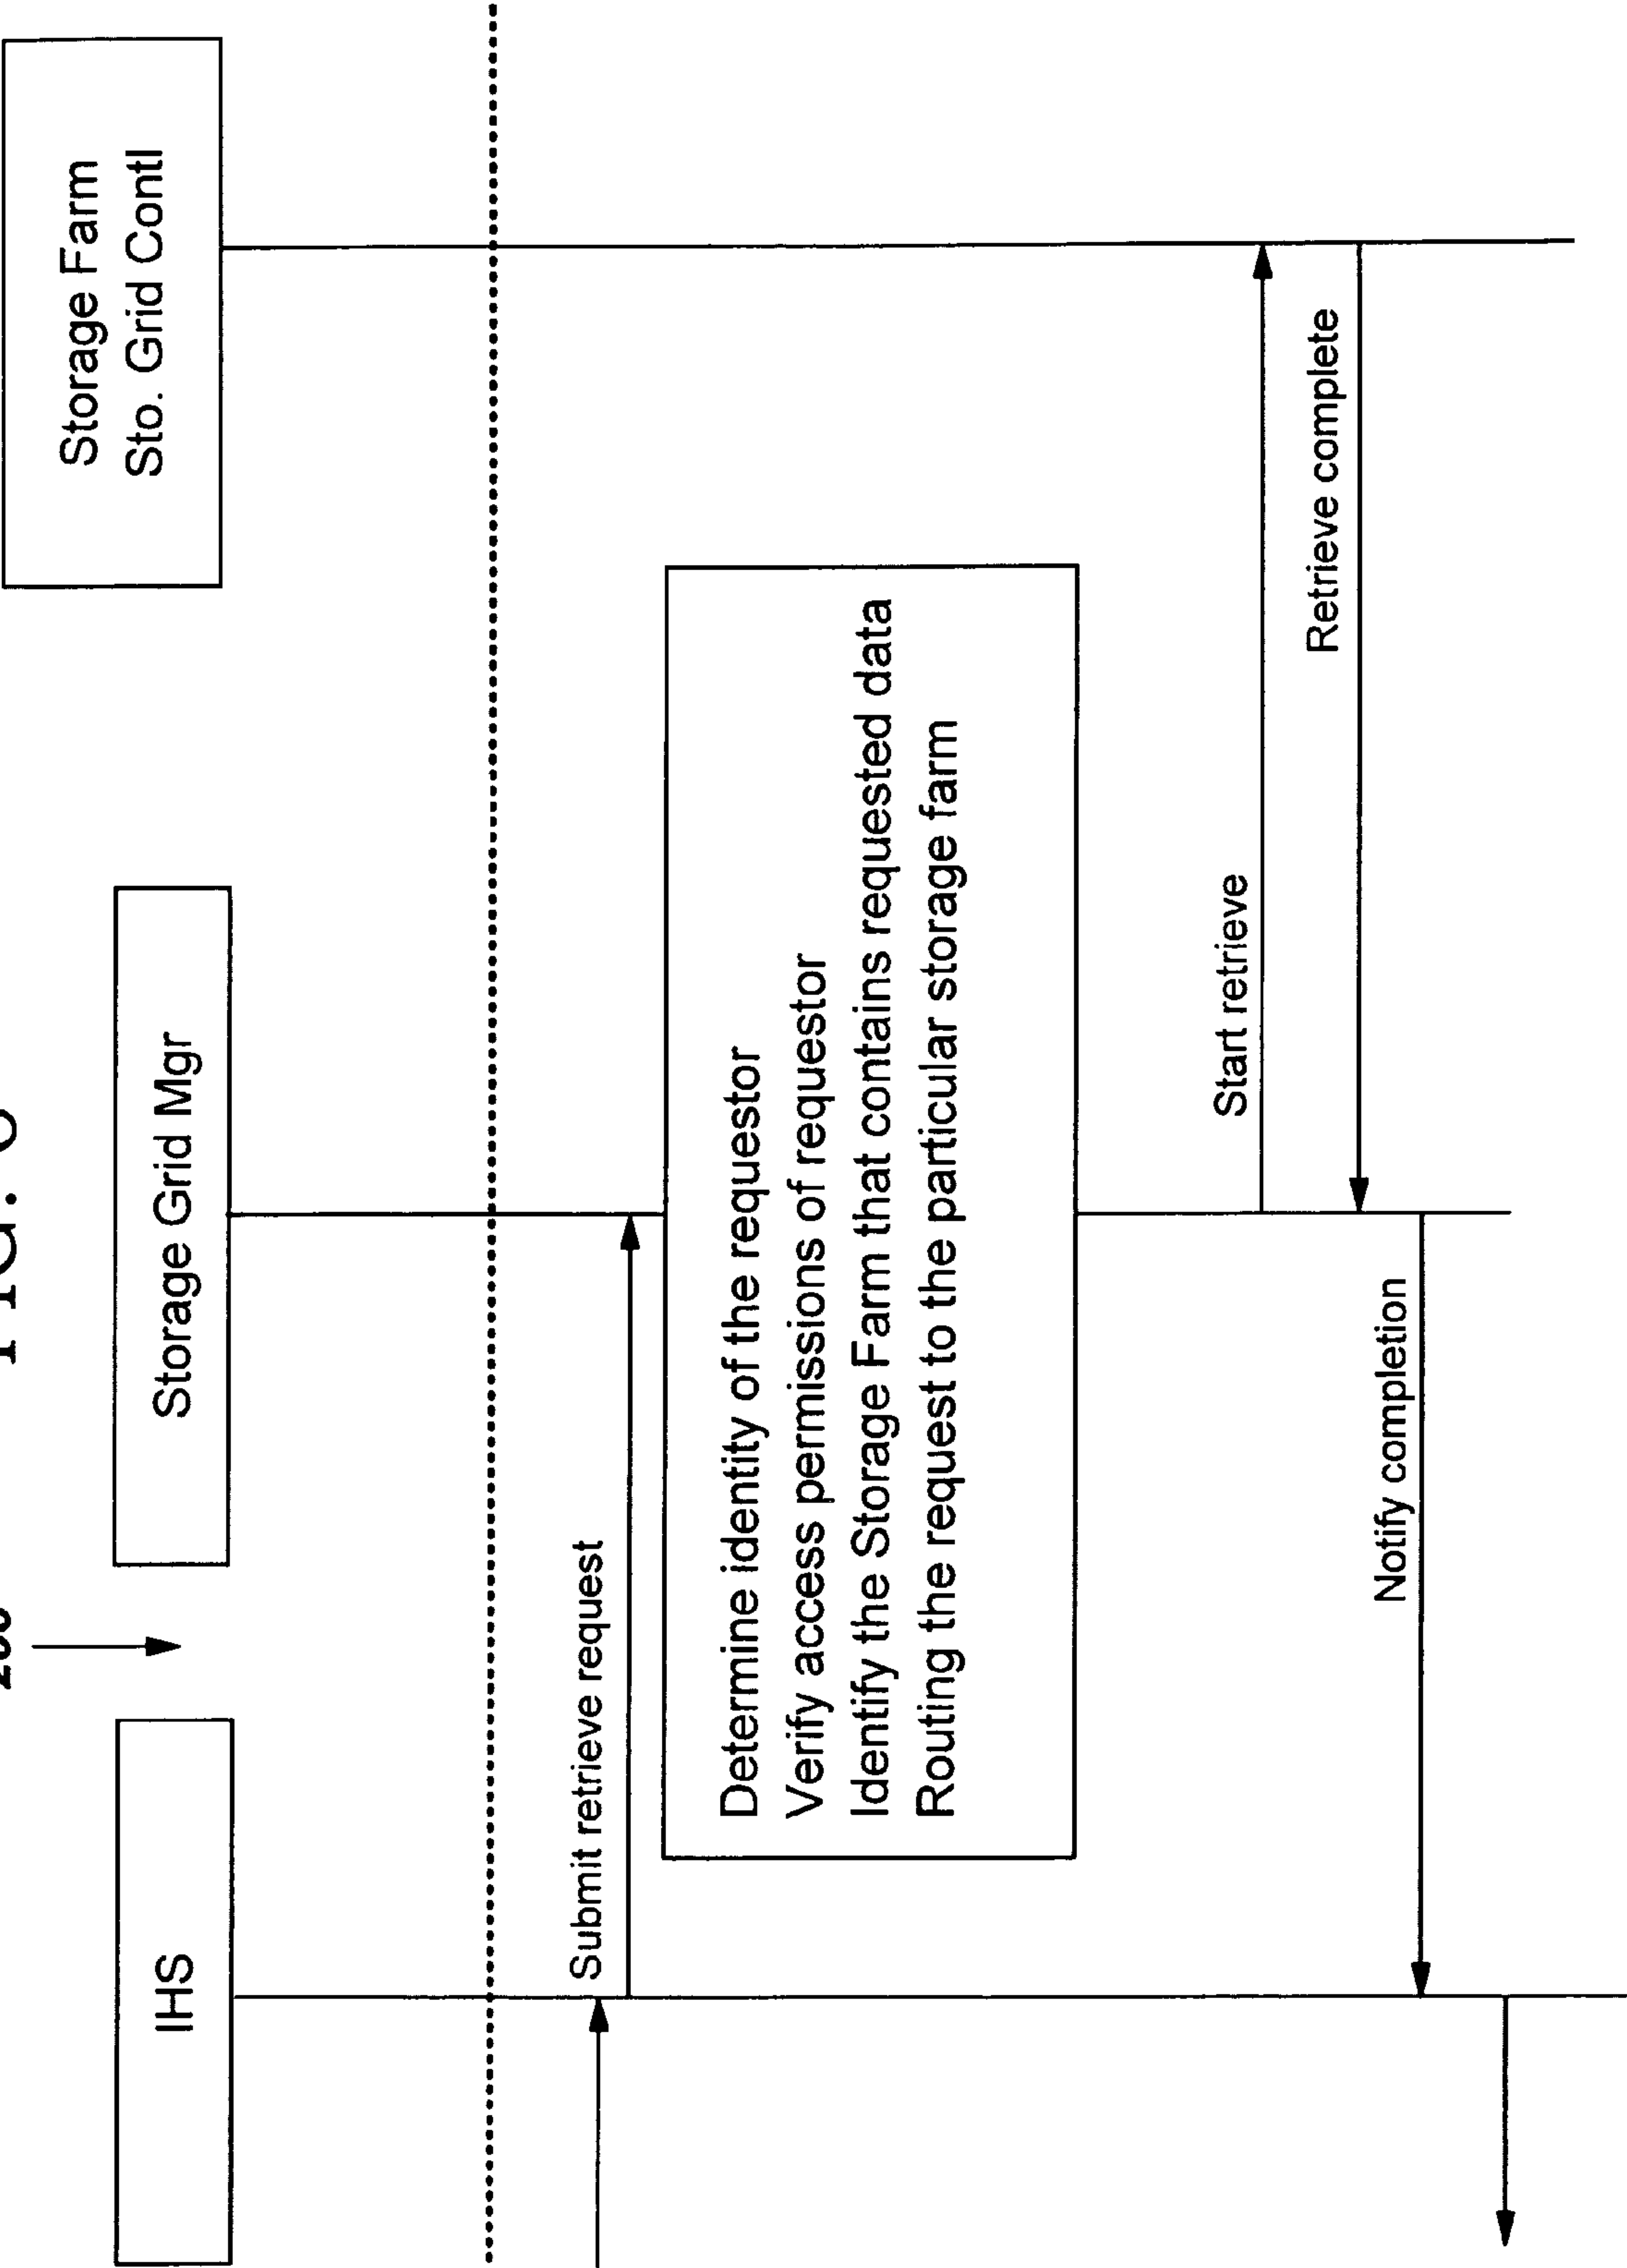 IHS
Storage Grid Mgr
Storage Farm
Sto. Grid Contl
Submit retrieve request
Determine identity of the requestor
Verify access permissions of requestor
Identify the Storage Farm that contains requested data
Routing the request to the particular storage farm
Start retrieve
Retrieve complete
Notify completion